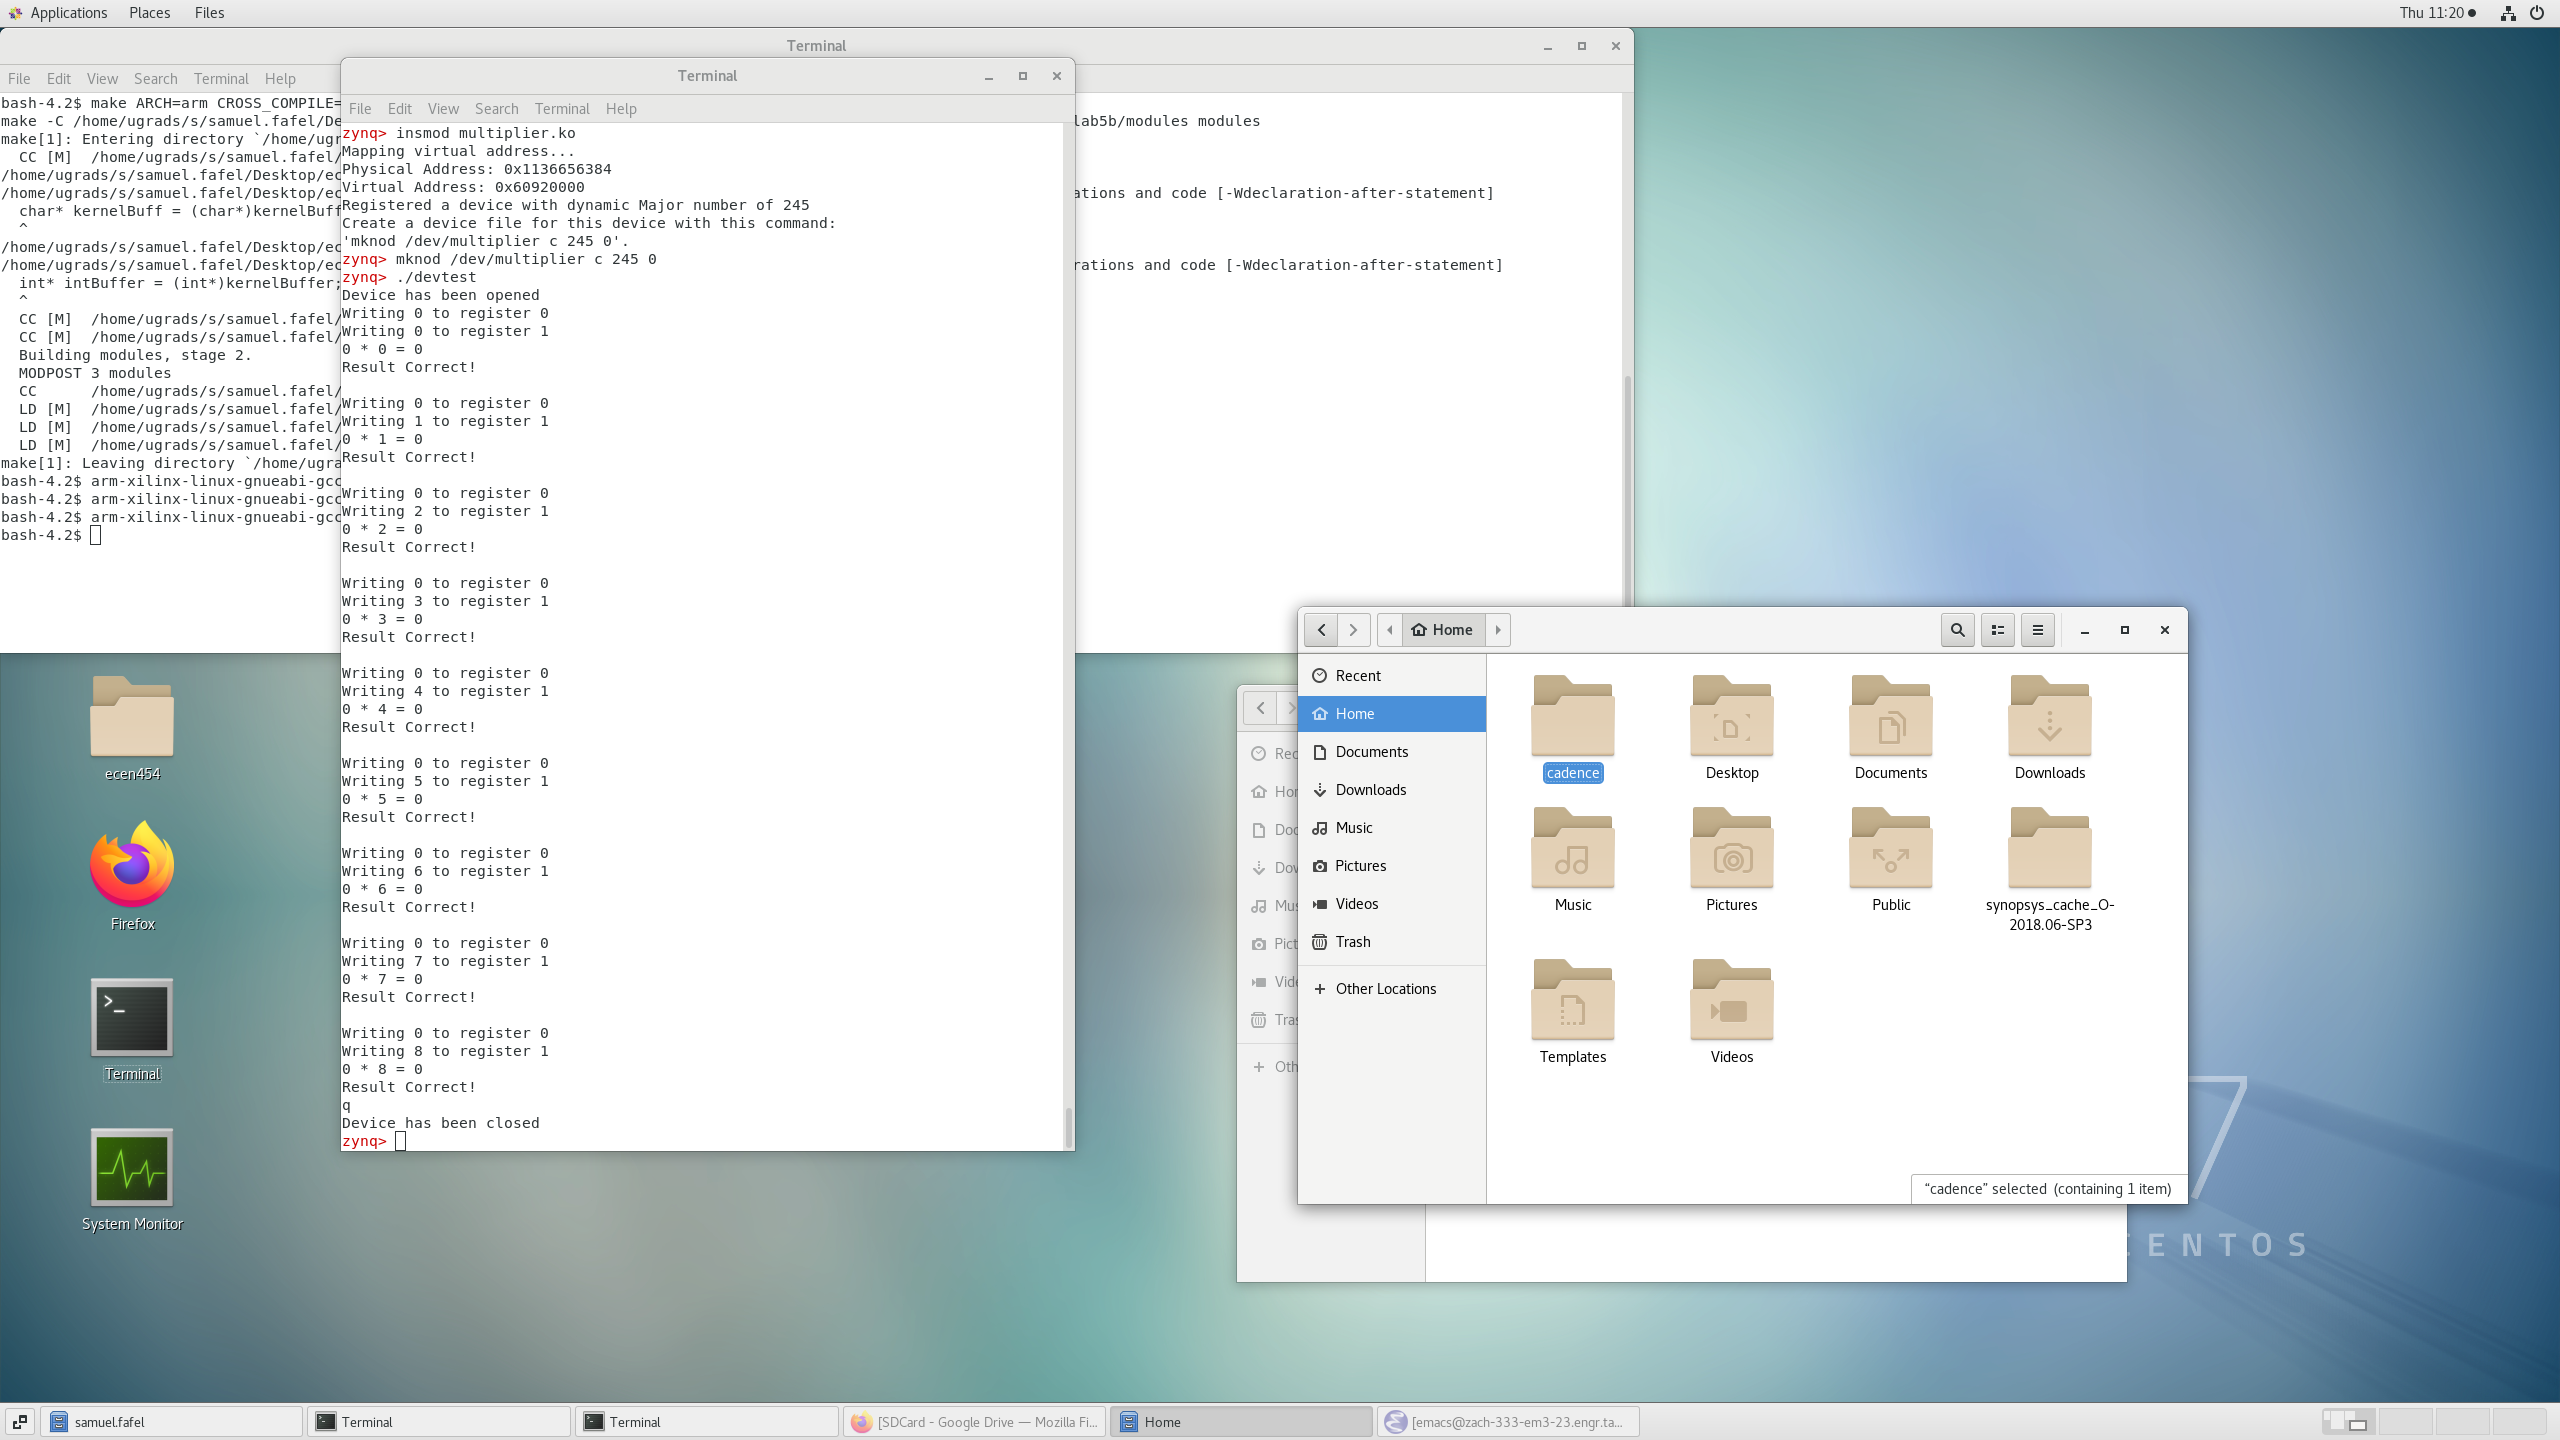 Applications Places Files
Thu 11:20
Terminal
File Edit View Search Terminal Help
bash-4.2$ make ARCH=arm CROSS_COMPILE=
make -C /home/ugrads/s/samuel.fafel/De
lab5b/modules modules
make[1]: Entering directory `/home/ugr
CC [M] /home/ugrads/s/samuel.fafel/
/home/ugrads/s/samuel.fafel/Desktop/ec
/home/ugrads/s/samuel.fafel/Desktop/ec
ations and code [-Wdeclaration-after-statement]
char* kernelBuff = (char*)kernelBuff
^
/home/ugrads/s/samuel.fafel/Desktop/ec
/home/ugrads/s/samuel.fafel/Desktop/ec
rations and code [-Wdeclaration-after-statement]
int* intBuffer = (int*)kernelBuffer;
^
CC [M] /home/ugrads/s/samuel.fafel/
CC [M] /home/ugrads/s/samuel.fafel/
Building modules, stage 2.
MODPOST 3 modules
CC /home/ugrads/s/samuel.fafel/
LD [M] /home/ugrads/s/samuel.fafel/
LD [M] /home/ugrads/s/samuel.fafel/
LD [M] /home/ugrads/s/samuel.fafel/
make[1]: Leaving directory `/home/ugra
bash-4.2$ arm-xilinx-linux-gnueabi-gcc
bash-4.2$ arm-xilinx-linux-gnueabi-gcc
bash-4.2$ arm-xilinx-linux-gnueabi-gcc
bash-4.2$
Terminal
File Edit View Search Terminal Help
zynq> insmod multiplier.ko
Mapping virtual address...
Physical Address: 0x1136656384
Virtual Address: 0x60920000
Registered a device with dynamic Major number of 245
Create a device file for this device with this command:
'mknod /dev/multiplier c 245 0'.
zynq> mknod /dev/multiplier c 245 0
zynq> ./devtest
Device has been opened
Writing 0 to register 0
Writing 0 to register 1
0 * 0 = 0
Result Correct!
Writing 0 to register 0
Writing 1 to register 1
0 * 1 = 0
Result Correct!
Writing 0 to register 0
Writing 2 to register 1
0 * 2 = 0
Result Correct!
Writing 0 to register 0
Writing 3 to register 1
0 * 3 = 0
Result Correct!
Writing 0 to register 0
Writing 4 to register 1
0 * 4 = 0
Result Correct!
Writing 0 to register 0
Writing 5 to register 1
0 * 5 = 0
Result Correct!
Writing 0 to register 0
Writing 6 to register 1
0 * 6 = 0
Result Correct!
Writing 0 to register 0
Writing 7 to register 1
0 * 7 = 0
Result Correct!
Writing 0 to register 0
Writing 8 to register 1
0 * 8 = 0
Result Correct!
q
Device has been closed
zynq>
ecen454
Firefox
>_
Terminal
System Monitor
Rec
Hor
Doc
Dov
Mus
Pict
Vide
Tras
Oth
Home
Recent
Home
Documents
Downloads
Music
Pictures
Videos
Trash
Other Locations
cadence Desktop Documents Downloads
Music Pictures Public synopsys_cache_O-
2018.06-SP3
Templates Videos
“cadence” selected (containing 1 item)
7
CENTOS
samuel.fafel Terminal Terminal [SDCard - Google Drive — Mozilla Fi... Home [emacs@zach-333-em3-23.engr.ta...